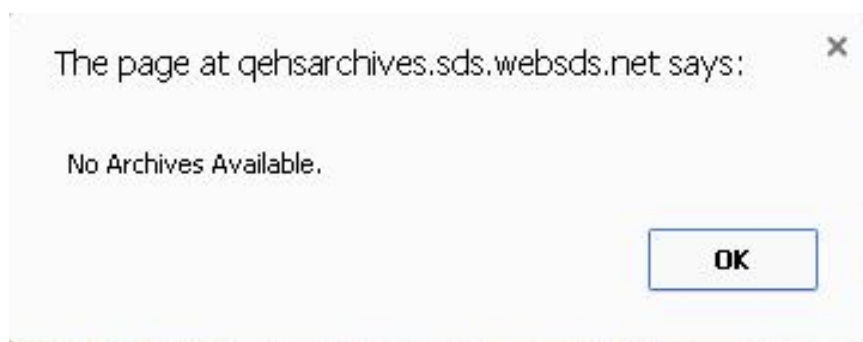 The page at qehsarchives.sds.websds.net says:
No Archives Available.
OK